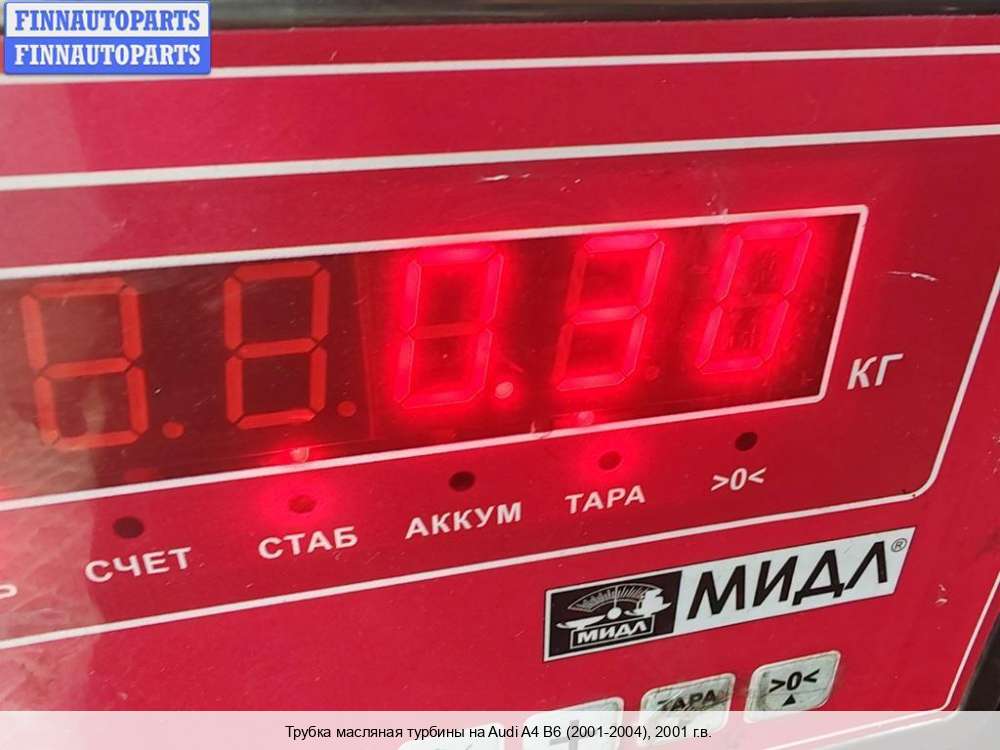 FINNAUTOPARTS
FINNAUTOPARTS
0.30
КГ
СЧЕТ
СТАБ
АККУМ
ТАРА
>0<
МИДЛ
МИДЛ®
ТАРА
>0<
Трубка масляная турбины на Audi A4 B6 (2001-2004), 2001 г.в.